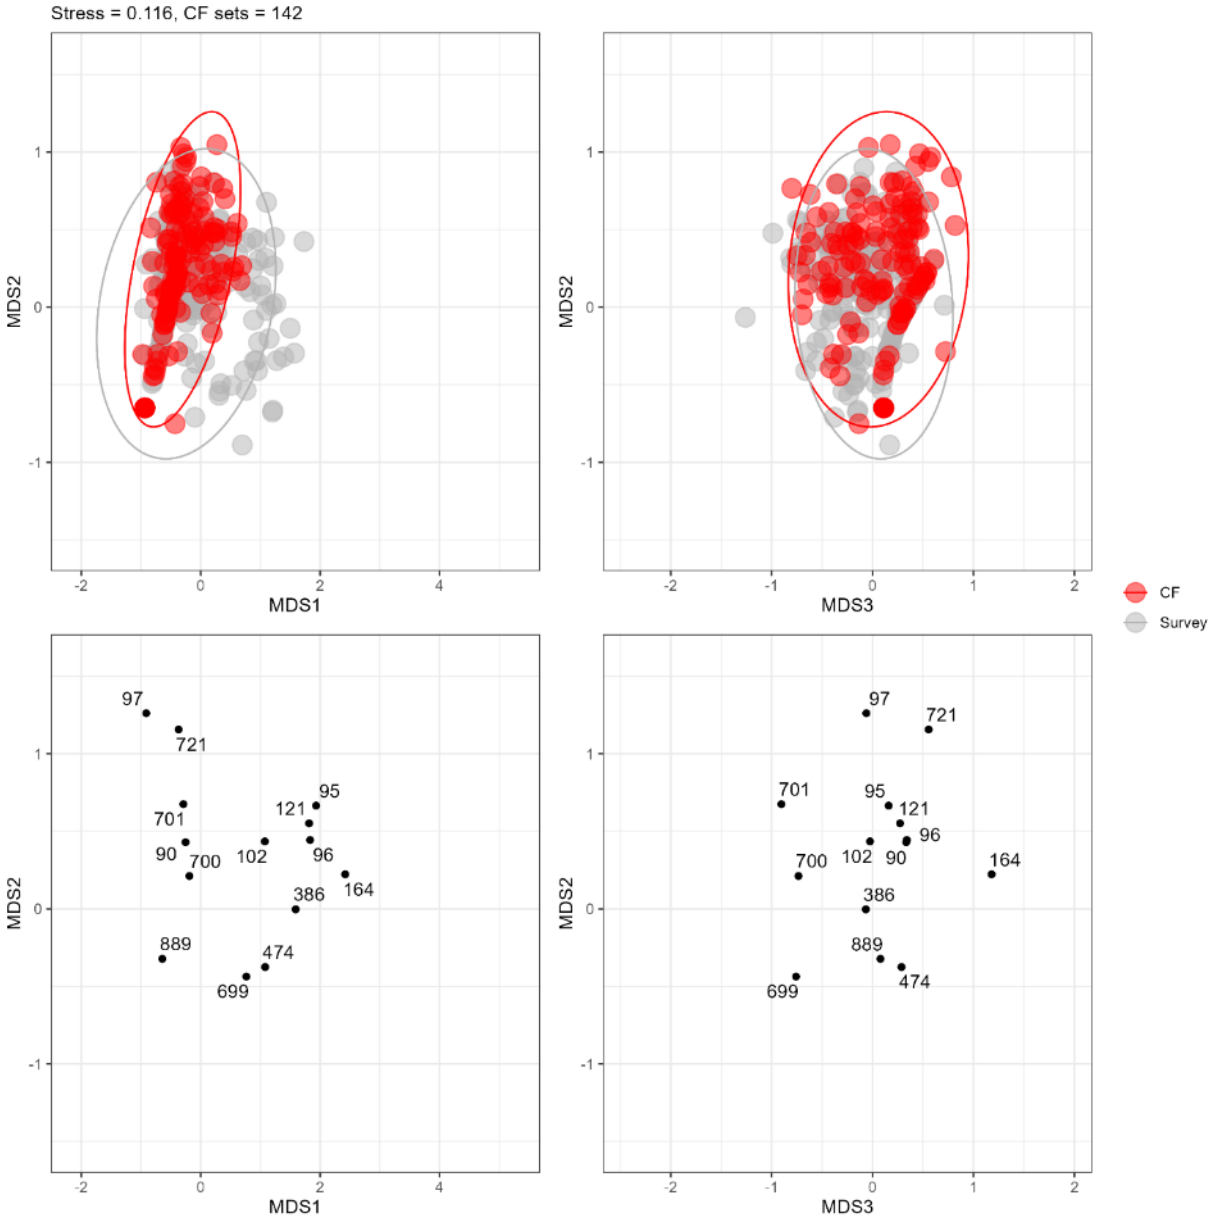 Stress = 0.116, CF sets = 142
1
0
-1
MDS2
-2 0 2 4
MDS1
1
0
-1
MDS2
-1 -2 0 1 2
MDS3
CF
Survey
97
721
701
90
700
102
95
121
96
164
386
889
474
699
1
0
-1
MDS2
-2 0 2 4
MDS1
97
721
701
95
121
96
102
90
700
164
386
889
474
699
1
0
-1
MDS2
-2 -1 0 1 2
MDS3